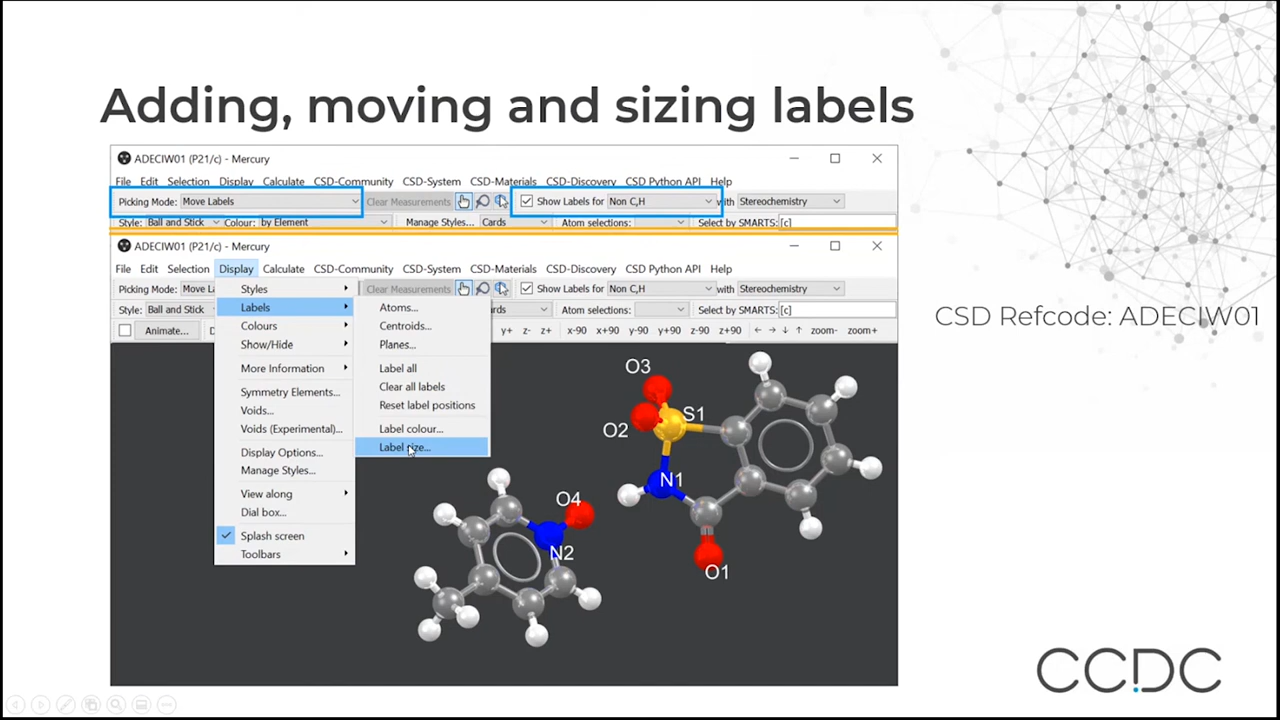 Adding, moving and sizing labels
ADECIW01 (P21/c) - Mercury
File Edit Selection Display Calculate CSD-Community CSD-System CSD-Materials CSD-Discovery CSD Python API Help
Picking Mode: Move Labels Clear Measurements Show Labels for Non C,H with Stereochemistry
Style: Ball and Stick Colour: by Element Manage Styles... Cards Atom selections: Select by SMARTS: [c]
ADECIW01 (P21/c) - Mercury
File Edit Selection Display Calculate CSD-Community CSD-System CSD-Materials CSD-Discovery CSD Python API Help
Picking Mode: Move La Clear Measurements Show Labels for Non C,H with Stereochemistry
Style: Ball and Stick rds Atom selections: Select by SMARTS: [c]
Animate... D y+ z- z+ x-90 x+90 y-90 y+90 z-90 z+90 ← → ↓ ↑ zoom- zoom+
Styles
Labels
Colours
Show/Hide
More Information
Symmetry Elements...
Voids...
Voids (Experimental)...
Display Options...
Manage Styles...
View along
Dial box...
Splash screen
Toolbars
Atoms...
Centroids...
Planes...
Label all
Clear all labels
Reset label positions
Label colour...
Label size...
O3
S1
O2
N1
O4
N2
O1
CSD Refcode: ADECIW01
CCDC